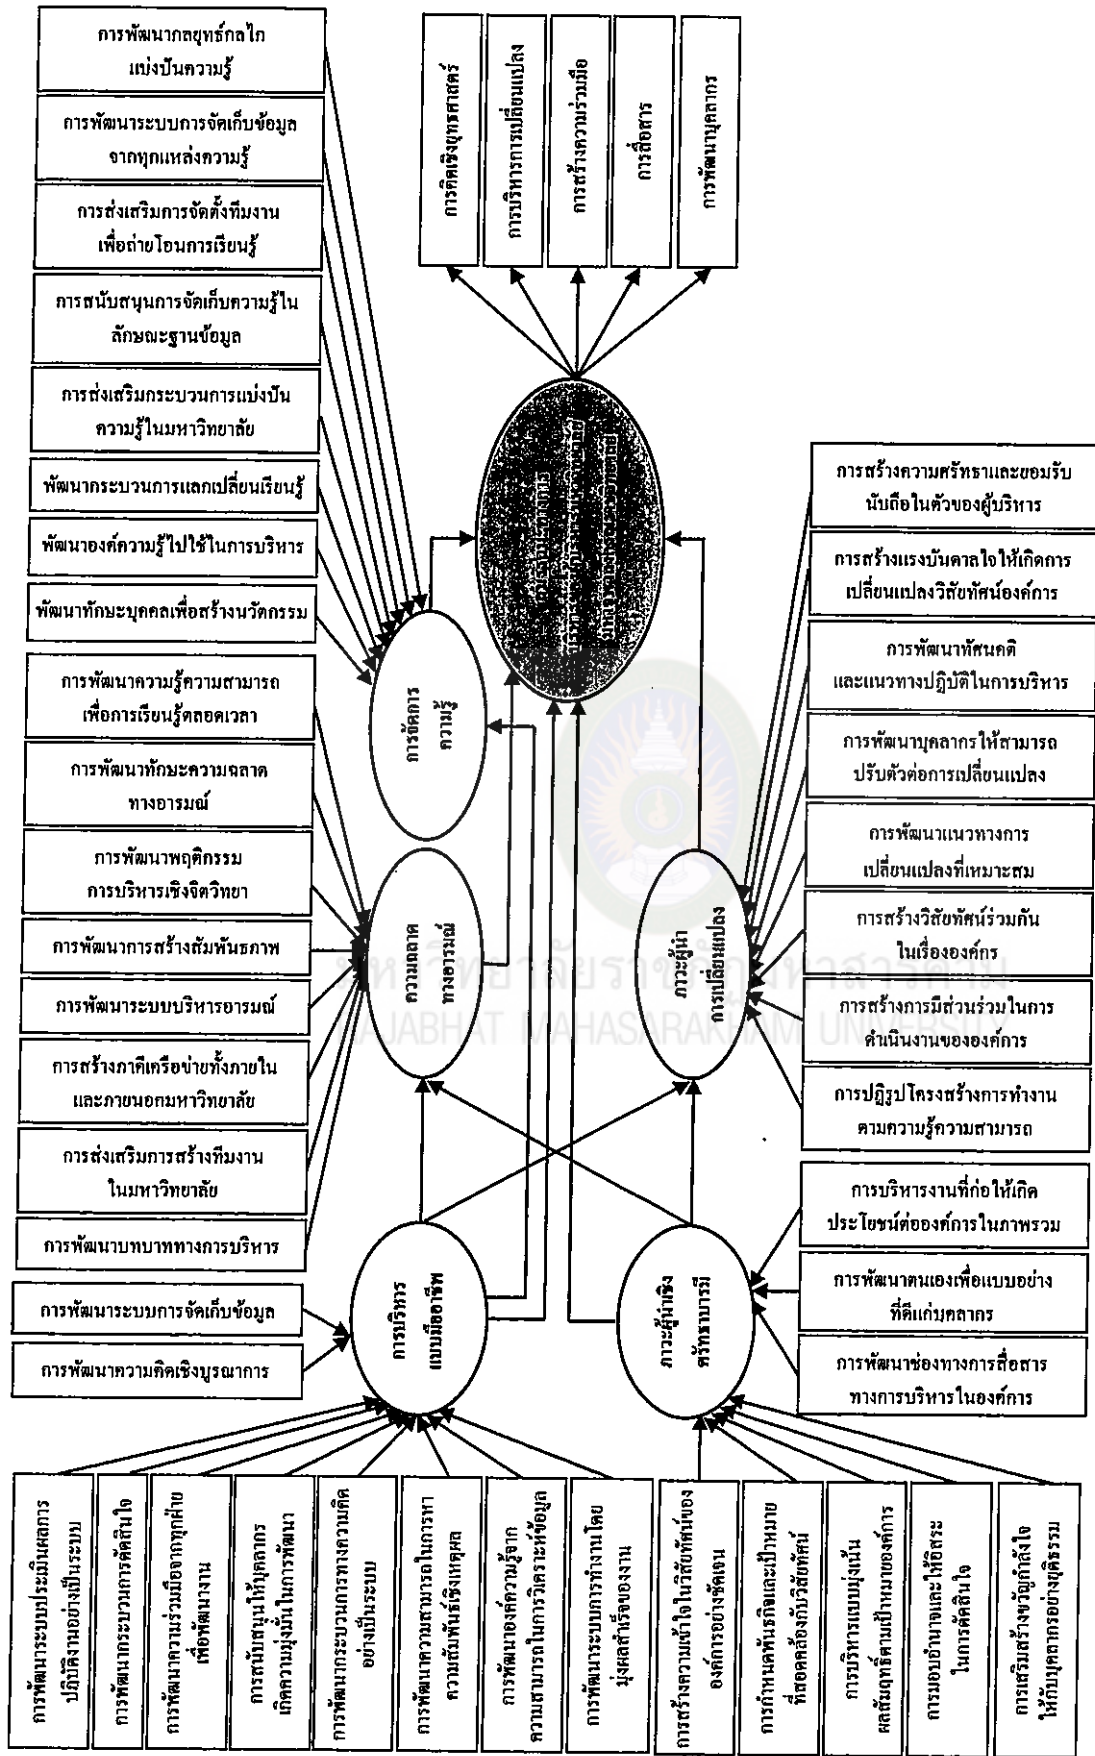 การพัฒนากลยุทธ์กลไก
แบ่งปันความรู้
การพัฒนาระบบการจัดเก็บข้อมูล
จากทุกแหล่งความรู้
การส่งเสริมการจัดตั้งทีมงาน
เพื่อถ่ายโอนการเรียนรู้
การสนับสนุนการจัดเก็บความรู้ใน
ลักษณะฐานข้อมูล
การส่งเสริมกระบวนการแบ่งปัน
ความรู้ในมหาวิทยาลัย
พัฒนากระบวนการแลกเปลี่ยนเรียนรู้
พัฒนาองค์ความรู้ไปใช้ในการบริหาร
พัฒนาทักษะบุคคลเพื่อสร้างนวัตกรรม
การพัฒนาความรู้ความสามารถ
เพื่อการเรียนรู้ตลอดเวลา
การพัฒนาทักษะความฉลาด
ทางอารมณ์
การพัฒนาพฤติกรรม
การบริหารเชิงจิตวิทยา
การพัฒนาการสร้างสัมพันธภาพ
การพัฒนาระบบบริหารอารมณ์
การสร้างภาคีเครือข่ายทั้งภายใน
และภายนอกมหาวิทยาลัย
การส่งเสริมการสร้างทีมงาน
ในมหาวิทยาลัย
การพัฒนาบทบาททางการบริหาร
การพัฒนาระบบการจัดเก็บข้อมูล
การพัฒนาความคิดเชิงบูรณาการ
การคิดเชิงยุทธศาสตร์
การบริหารการเปลี่ยนแปลง
การสร้างความร่วมมือ
การสื่อสาร
การพัฒนาบุคลากร
การจัดการ
ความรู้
ความฉลาด
ทางอารมณ์
ภาวะผู้นำ
การเปลี่ยนแปลง
การบริหาร
แบบมืออาชีพ
ภาวะผู้นำเชิง
ศรัทธาบารมี
มหาวิทยาลัยราชภัฏมหาสารคาม
RAJABHAT MAHASARAKHAM UNIVERSITY
การสร้างความศรัทธาและยอมรับ
นับถือในตัวของผู้บริหาร
การสร้างแรงบันดาลใจให้เกิดการ
เปลี่ยนแปลงวิสัยทัศน์องค์การ
การพัฒนาทัศนคติ
และแนวทางปฏิบัติในการบริหาร
การพัฒนาบุคลากรให้สามารถ
ปรับตัวต่อการเปลี่ยนแปลง
การพัฒนาแนวทางการ
เปลี่ยนแปลงที่เหมาะสม
การสร้างวิสัยทัศน์ร่วมกัน
ในเรื่ององค์กร
การสร้างการมีส่วนร่วมในการ
ดำเนินงานขององค์การ
การปฏิรูปโครงสร้างการทำงาน
ตามความรู้ความสามารถ
การบริหารงานที่ก่อให้เกิด
ประโยชน์ต่อองค์การในภาพรวม
การพัฒนาตนเองเพื่อแบบอย่าง
ที่ดีแก่บุคลากร
การพัฒนาช่องทางการสื่อสาร
ทางการบริหารในองค์การ
การพัฒนาระบบประเมินผลการ
ปฏิบัติงานอย่างเป็นระบบ
การพัฒนากระบวนการตัดสินใจ
การพัฒนาความร่วมมือจากทุกฝ่าย
เพื่อพัฒนางาน
การสนับสนุนให้บุคลากร
เกิดความมุ่งมั่นในการพัฒนา
การพัฒนากระบวนการทางความคิด
อย่างเป็นระบบ
การพัฒนาความสามารถในการหา
ความสัมพันธ์เชิงเหตุผล
การพัฒนาองค์ความรู้จาก
ความสามารถในการวิเคราะห์ข้อมูล
การพัฒนาระบบการทำงานโดย
มุ่งผลสำเร็จของงาน
การสร้างความเข้าใจในวิสัยทัศน์ของ
องค์การอย่างชัดเจน
การกำหนดพันธกิจและเป้าหมาย
ที่สอดคล้องกับวิสัยทัศน์
การบริหารแบบมุ่งเน้น
ผลสัมฤทธิ์ตามเป้าหมายองค์การ
การมอบอำนาจและให้อิสระ
ในการตัดสินใจ
การเสริมสร้างขวัญกำลังใจ
ให้กับบุคลากรอย่างยุติธรรม